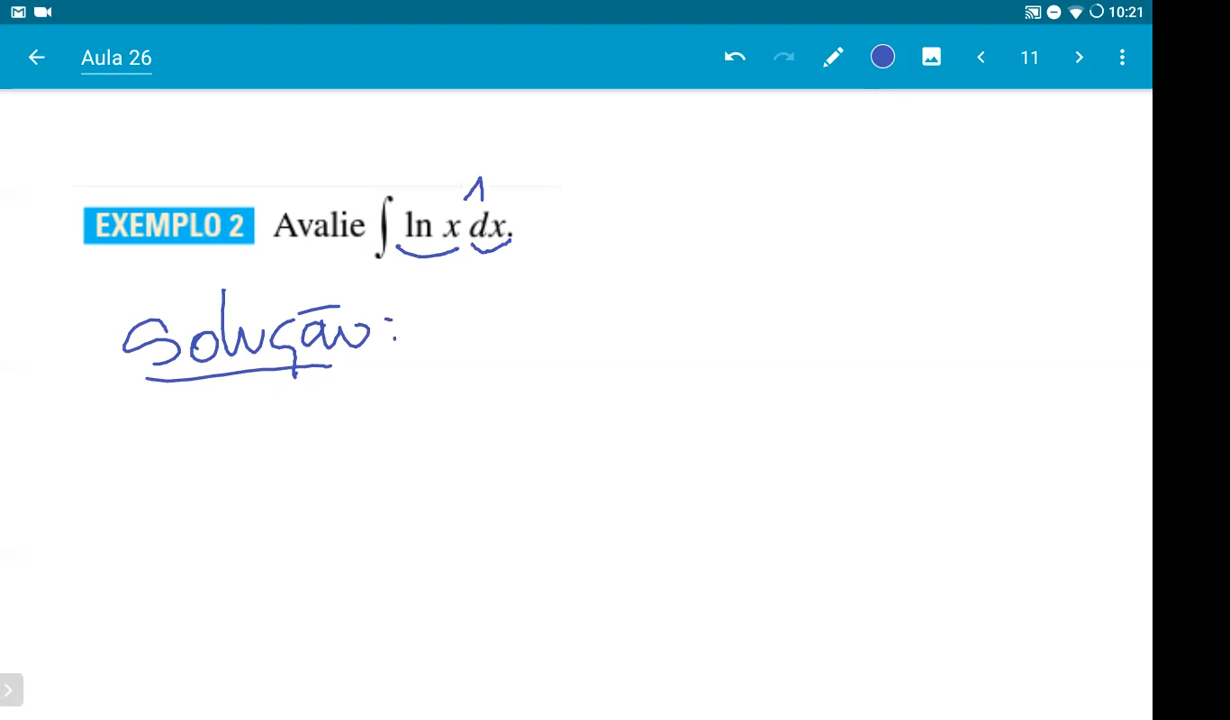 10:21
Aula 26
11
1
EXEMPLO 2 Avalie ∫ ln x dx.
Solução: